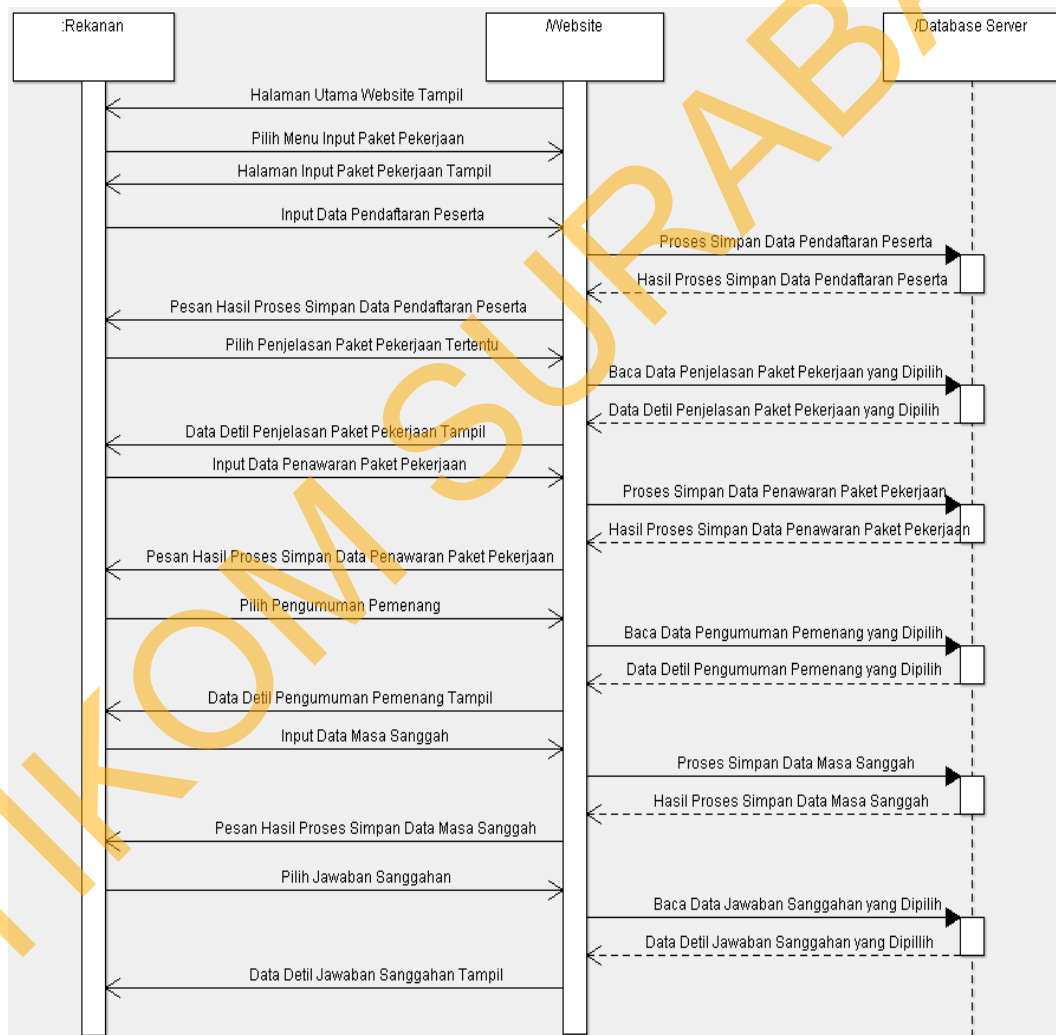 :Rekanan
/Website
/Database Server
Halaman Utama Website Tampil
Pilih Menu Input Paket Pekerjaan
Halaman Input Paket Pekerjaan Tampil
Input Data Pendaftaran Peserta
Proses Simpan Data Pendaftaran Peserta
Hasil Proses Simpan Data Pendaftaran Peserta
Pesan Hasil Proses Simpan Data Pendaftaran Peserta
Pilih Penjelasan Paket Pekerjaan Tertentu
Baca Data Penjelasan Paket Pekerjaan yang Dipilih
Data Detil Penjelasan Paket Pekerjaan yang Dipilih
Data Detil Penjelasan Paket Pekerjaan Tampil
Input Data Penawaran Paket Pekerjaan
Proses Simpan Data Penawaran Paket Pekerjaan
Hasil Proses Simpan Data Penawaran Paket Pekerjaan
Pesan Hasil Proses Simpan Data Penawaran Paket Pekerjaan
Pilih Pengumuman Pemenang
Baca Data Pengumuman Pemenang yang Dipilih
Data Detil Pengumuman Pemenang yang Dipilih
Data Detil Pengumuman Pemenang Tampil
Input Data Masa Sanggah
Proses Simpan Data Masa Sanggah
Hasil Proses Simpan Data Masa Sanggah
Pesan Hasil Proses Simpan Data Masa Sanggah
Pilih Jawaban Sanggahan
Baca Data Jawaban Sanggahan yang Dipilih
Data Detil Jawaban Sanggahan yang Dipillih
Data Detil Jawaban Sanggahan Tampil
IKOM SURABA